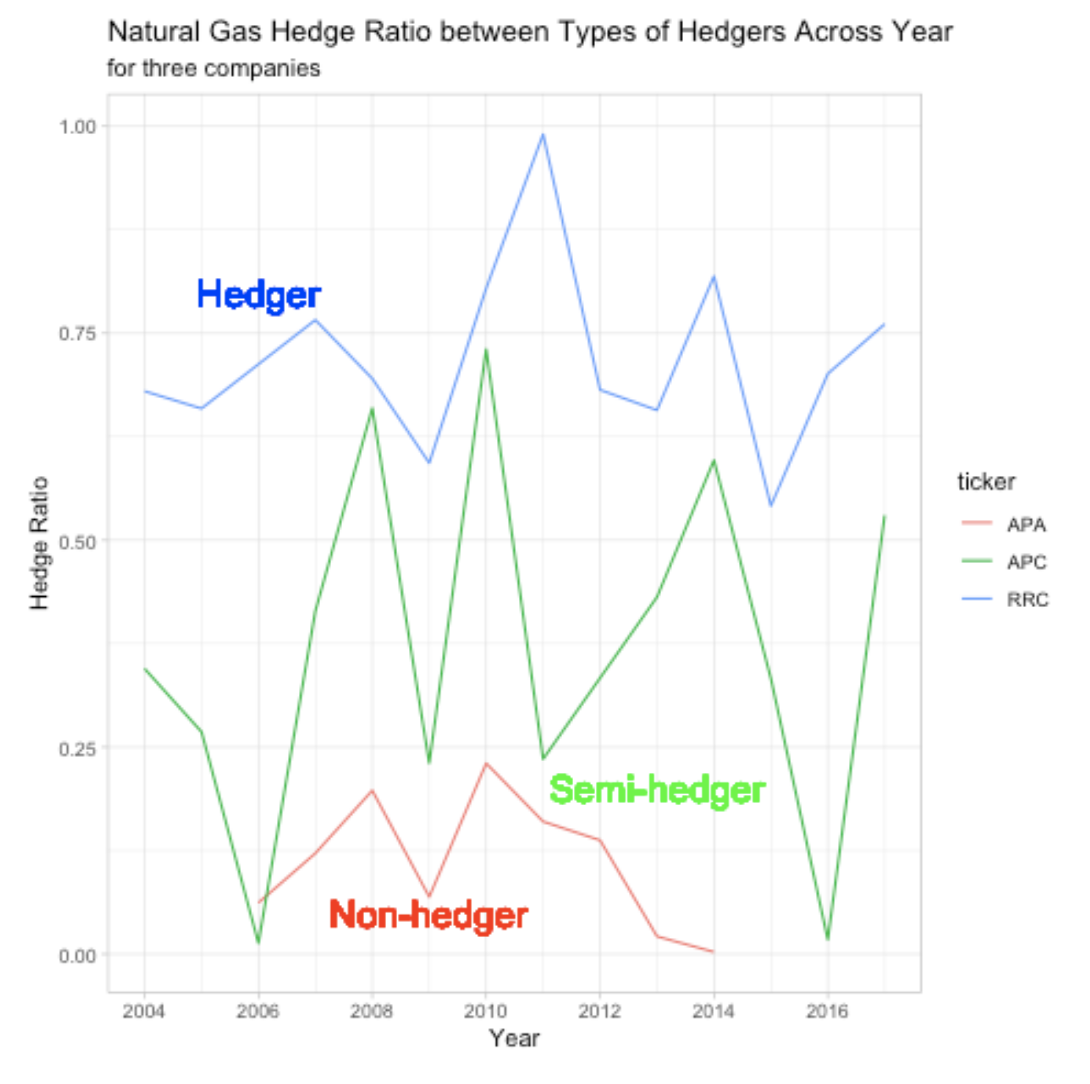 Natural Gas Hedge Ratio between Types of Hedgers Across Year
for three companies
1.00
0.75
0.50
0.25
0.00
Hedge Ratio
Hedger
Semi-hedger
Non-hedger
2004 2006 2008 2010 2012 2014 2016
Year
ticker
APA
APC
RRC